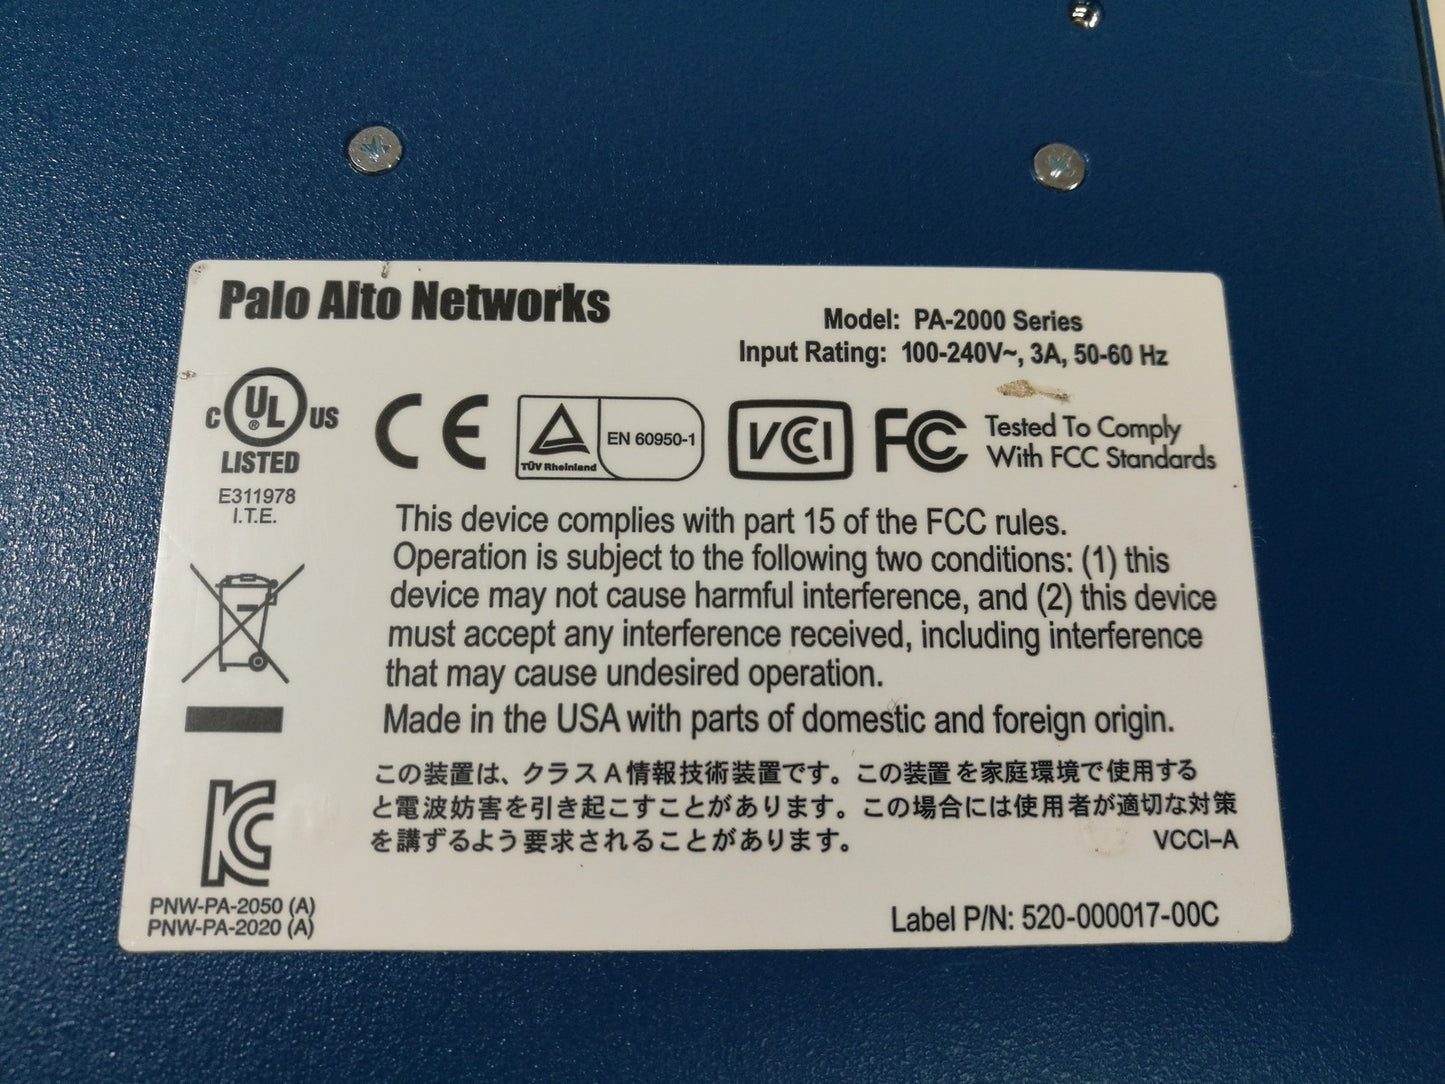 Palo Alto Networks
Model: PA-2000 Series
Input Rating: 100-240V~, 3A, 50-60 Hz
C UL ® US
LISTED
E311978
I.T.E.
CE
TÜV Rheinland
EN 60950-1
VCCI
FC
Tested To Comply
With FCC Standards
This device complies with part 15 of the FCC rules.
Operation is subject to the following two conditions: (1) this
device may not cause harmful interference, and (2) this device
must accept any interference received, including interference
that may cause undesired operation.
Made in the USA with parts of domestic and foreign origin.
この装置は、クラスA情報技術装置です。この装置を家庭環境で使用する
と電波妨害を引き起こすことがあります。この場合には使用者が適切な対策
を講ずるよう要求されることがあります。
VCCI-A
KC
PNW-PA-2050 (A)
PNW-PA-2020 (A)
Label P/N: 520-000017-00C